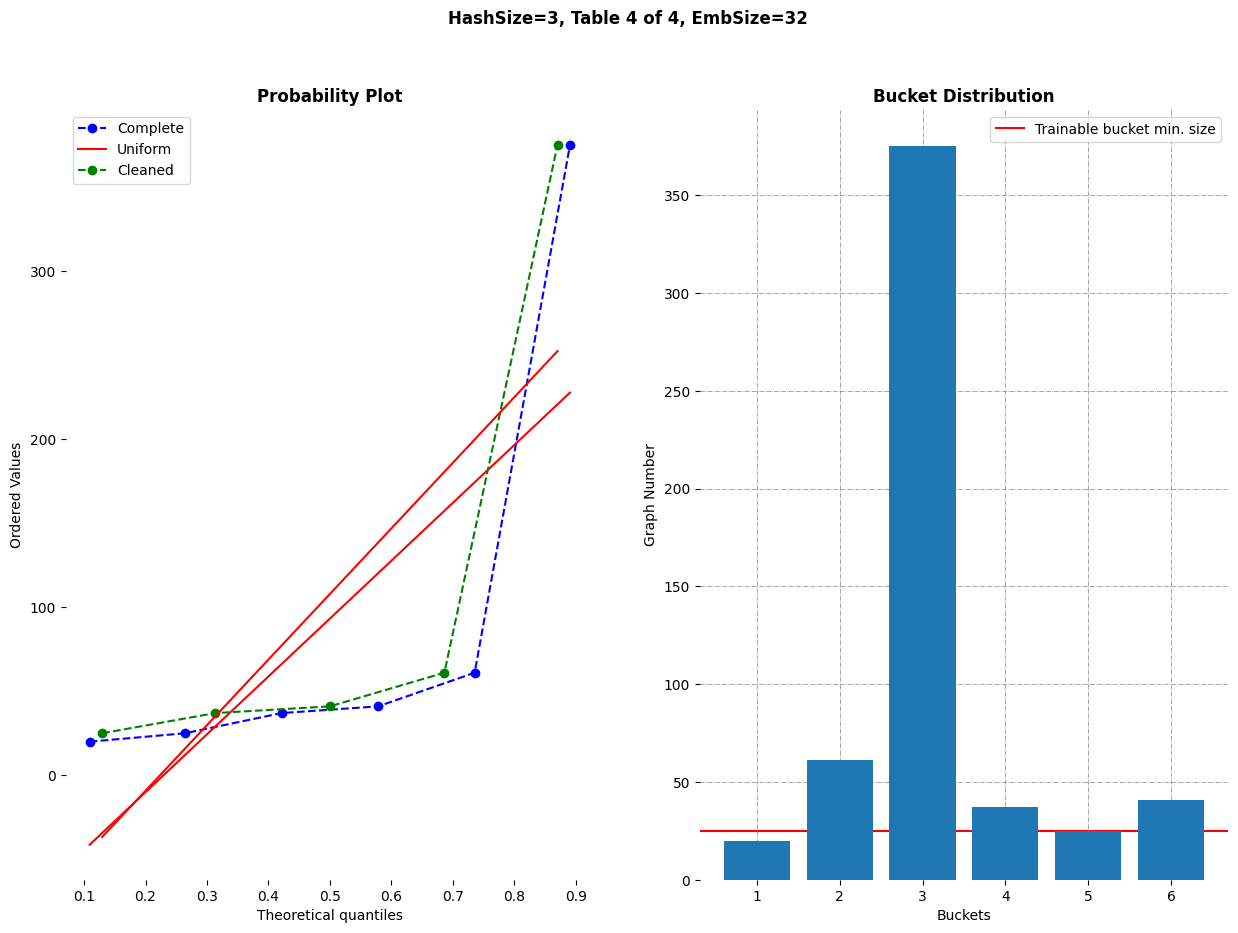 HashSize=3, Table 4 of 4, EmbSize=32
Probability Plot
Complete
Uniform
Cleaned
300
200
100
0
Ordered Values
0.1 0.2 0.3 0.4 0.5 0.6 0.7 0.8 0.9
Theoretical quantiles
Bucket Distribution
Trainable bucket min. size
350
300
250
200
150
100
50
0
Graph Number
1 2 3 4 5 6
Buckets